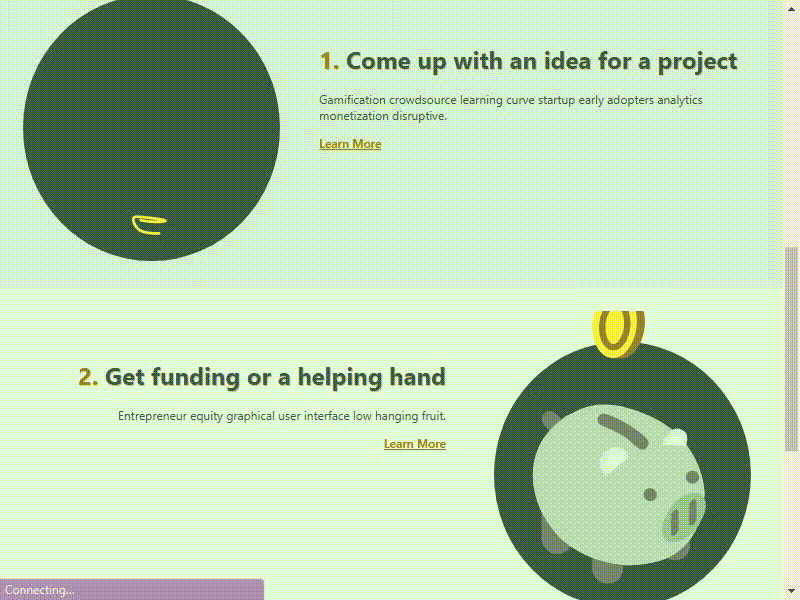 1. Come up with an idea for a project
Gamification crowdsource learning curve startup early adopters analytics
monetization disruptive.
Learn More
2. Get funding or a helping hand
Entrepreneur equity graphical user interface low hanging fruit.
Learn More
Connecting...